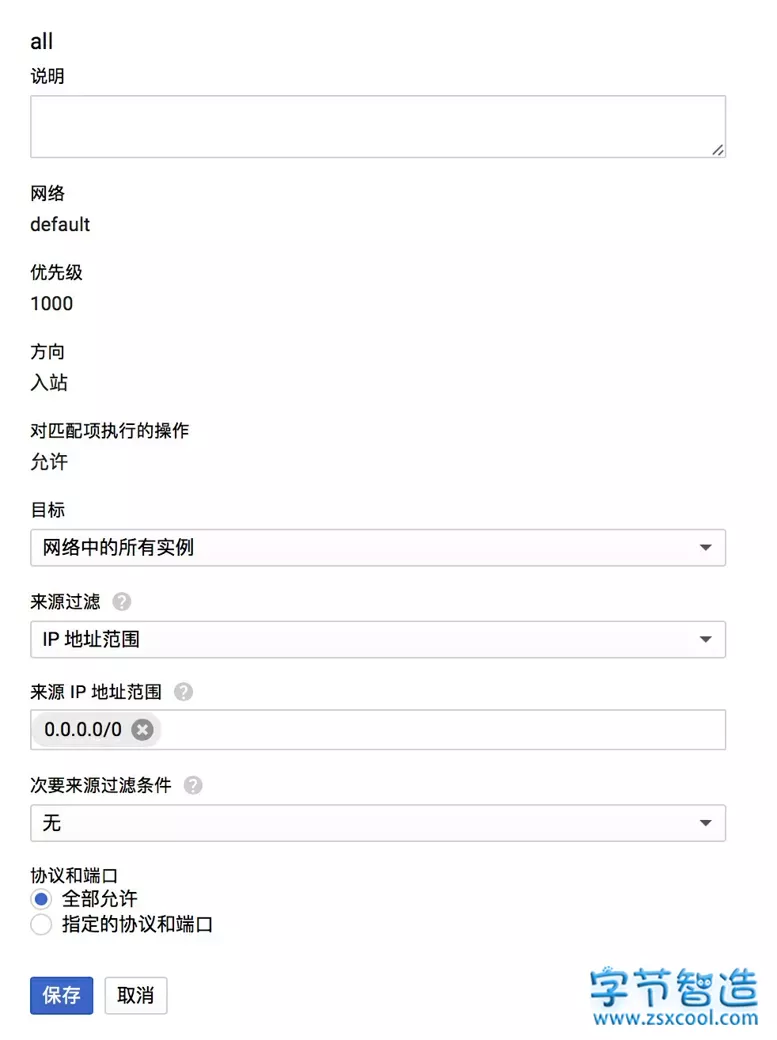 all
说明
网络
default
优先级
1000
方向
入站
对匹配项执行的操作
允许
目标
网络中的所有实例
来源过滤
IP 地址范围
来源 IP 地址范围
0.0.0.0/0
次要来源过滤条件
无
协议和端口
全部允许
指定的协议和端口
保存 取消
字节智造
www.zsxcool.com